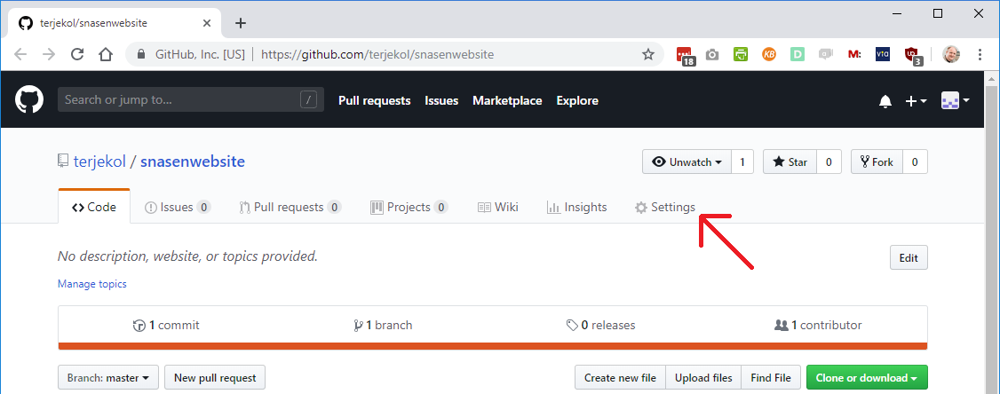 terjekol/snasenwebsite
GitHub, Inc. [US] | https://github.com/terjekol/snasenwebsite
18 KB D a M: vta 3
Search or jump to... / Pull requests Issues Marketplace Explore
terjekol / snasenwebsite Unwatch 1 Star 0 Fork 0
<> Code Issues 0 Pull requests 0 Projects 0 Wiki Insights Settings
No description, website, or topics provided. Edit
Manage topics
1 commit 1 branch 0 releases 1 contributor
Branch: master New pull request Create new file Upload files Find File Clone or download